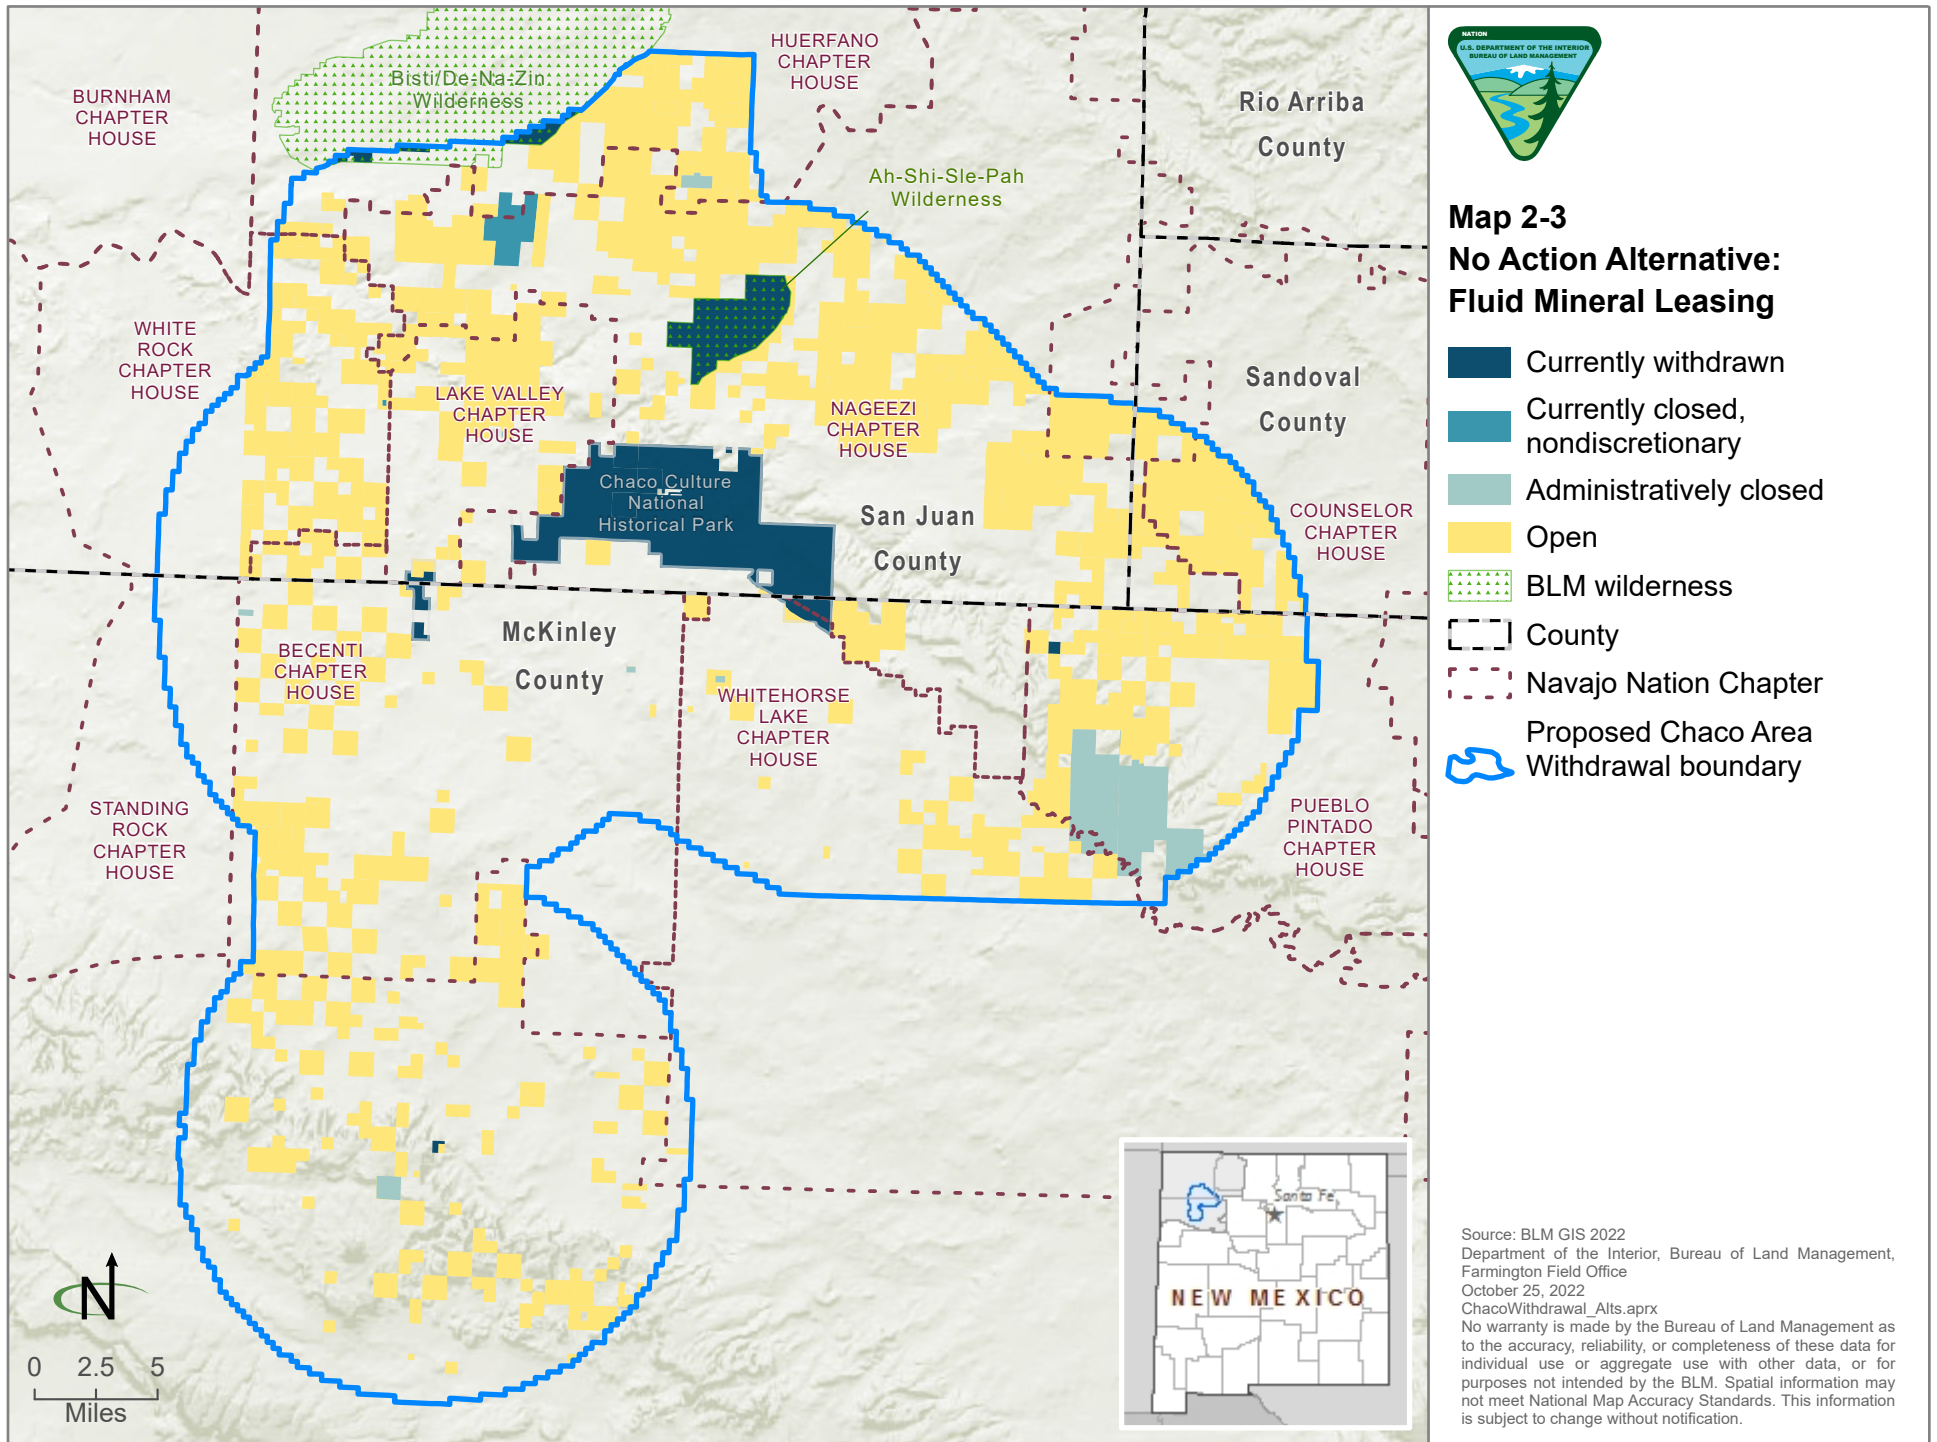 HUERFANO
CHAPTER
HOUSE
Bisti/De-Na-Zin
Wilderness
BURNHAM
CHAPTER
HOUSE
Rio Arriba
County
Ah-Shi-Sle-Pah
Wilderness
WHITE
ROCK
CHAPTER
HOUSE
LAKE VALLEY
CHAPTER
HOUSE
NAGEEZI
CHAPTER
HOUSE
Sandoval
County
Chaco Culture
National
Historical Park
San Juan
County
COUNSELOR
CHAPTER
HOUSE
McKinley
County
BECENTI
CHAPTER
HOUSE
WHITEHORSE
LAKE
CHAPTER
HOUSE
STANDING
ROCK
CHAPTER
HOUSE
PUEBLO
PINTADO
CHAPTER
HOUSE
N
0 2.5 5
Miles
Santa Fe
NEW MEXICO
NATION
U.S. DEPARTMENT OF THE INTERIOR
BUREAU OF LAND MANAGEMENT
Map 2-3
No Action Alternative:
Fluid Mineral Leasing
Currently withdrawn
Currently closed,
nondiscretionary
Administratively closed
Open
BLM wilderness
County
Navajo Nation Chapter
Proposed Chaco Area
Withdrawal boundary
Source: BLM GIS 2022
Department of the Interior, Bureau of Land Management,
Farmington Field Office
October 25, 2022
ChacoWithdrawal_Alts.aprx
No warranty is made by the Bureau of Land Management as
to the accuracy, reliability, or completeness of these data for
individual use or aggregate use with other data, or for
purposes not intended by the BLM. Spatial information may
not meet National Map Accuracy Standards. This information
is subject to change without notification.